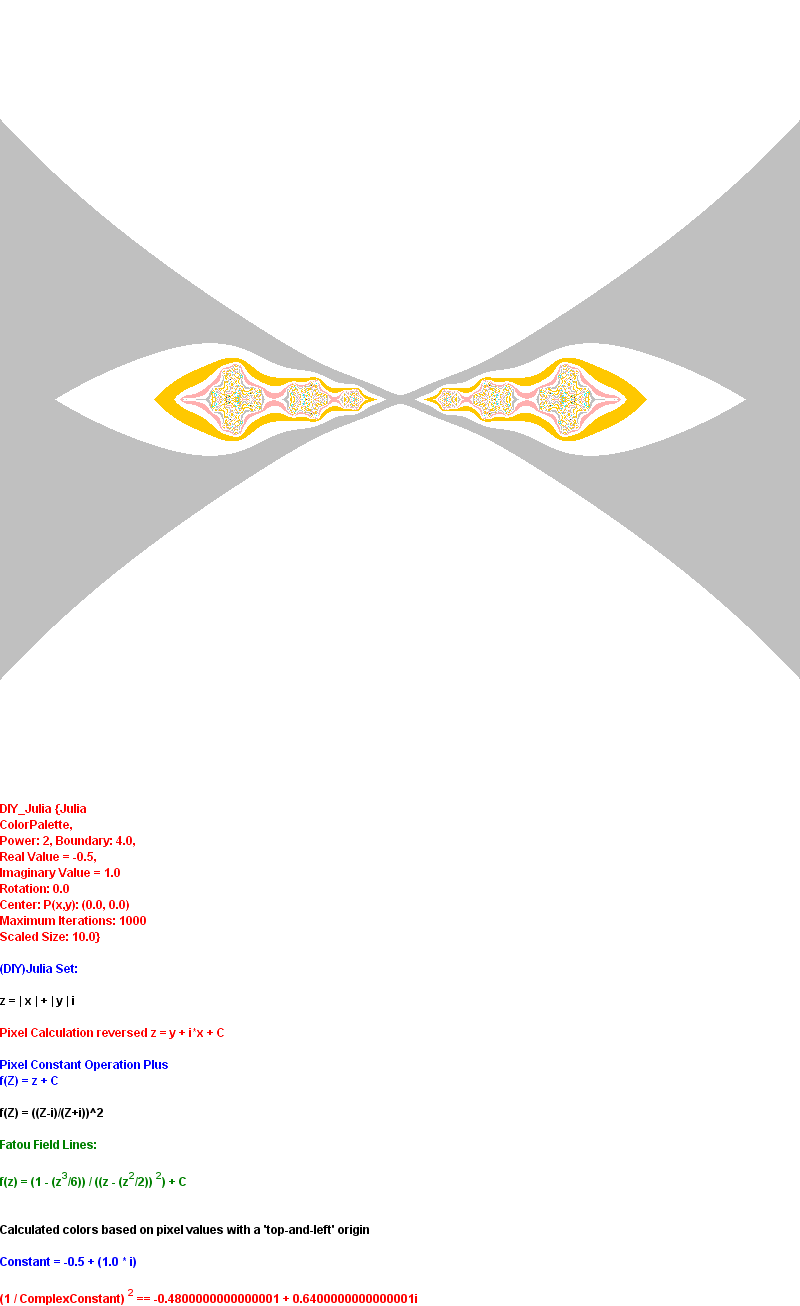 DIY_Julia {Julia
ColorPalette,
Power: 2, Boundary: 4.0,
Real Value = -0.5,
Imaginary Value = 1.0
Rotation: 0.0
Center: P(x,y): (0.0, 0.0)
Maximum Iterations: 1000
Scaled Size: 10.0}
(DIY)Julia Set:
z = | x | + | y | i
Pixel Calculation reversed z = y + i*x + C
Pixel Constant Operation Plus
f(Z) = z + C
f(Z) = ((Z-i)/(Z+i))^2
Fatou Field Lines:
f(z) = (1 - (z³/6)) / ((z - (z²/2)) ²) + C
Calculated colors based on pixel values with a 'top-and-left' origin
Constant = -0.5 + (1.0 * i)
(1 / ComplexConstant) ² == -0.4800000000000001 + 0.6400000000000001i